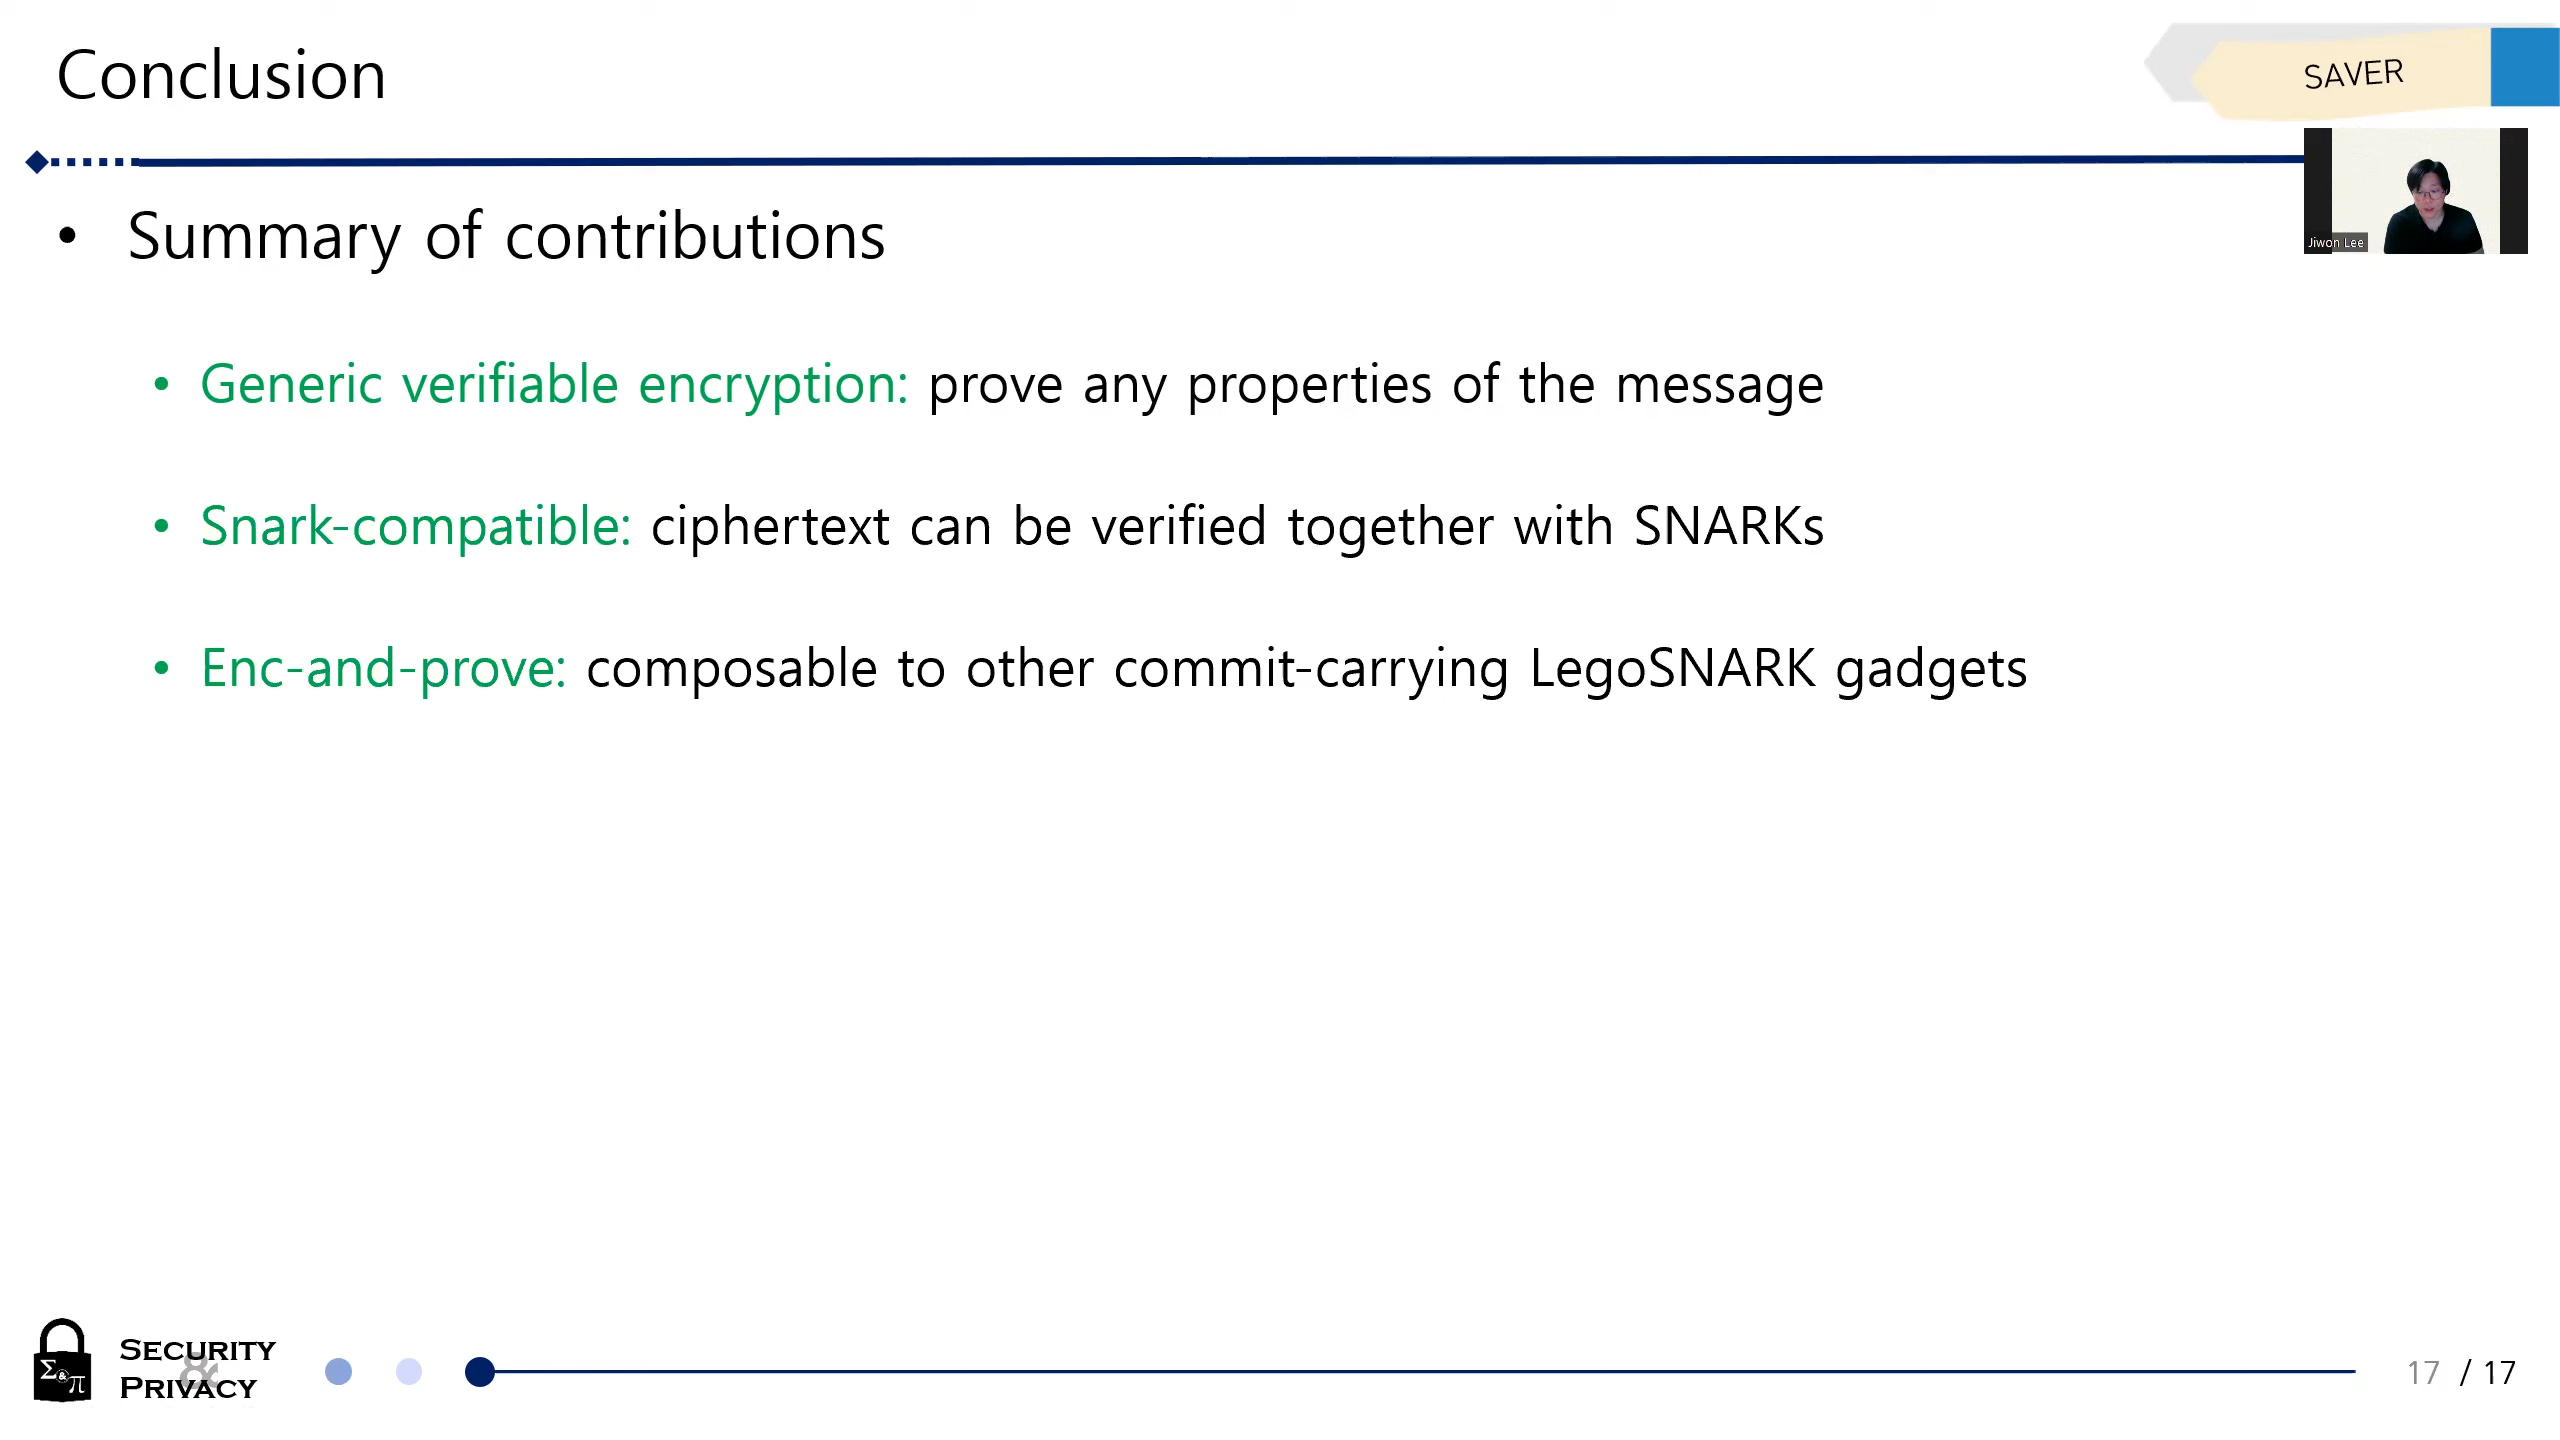 Conclusion
SAVER
Jiwon Lee
• Summary of contributions
• Generic verifiable encryption: prove any properties of the message
• Snark-compatible: ciphertext can be verified together with SNARKs
• Enc-and-prove: composable to other commit-carrying LegoSNARK gadgets
Σ&π
SECURITY
&
PRIVACY
17 / 17